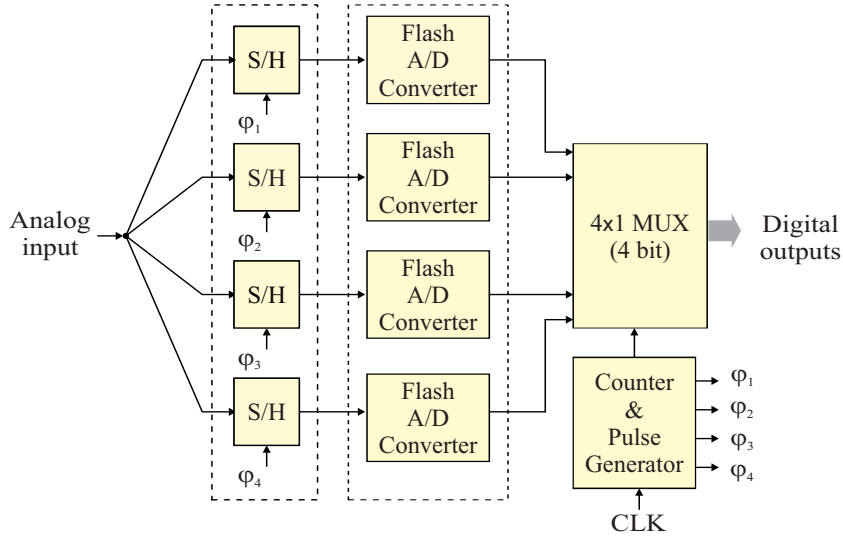 S/H
φ1
Flash
A/D
Converter
S/H
φ2
Flash
A/D
Converter
Analog
input
4x1 MUX
(4 bit)
Digital
outputs
S/H
φ3
Flash
A/D
Converter
S/H
φ4
Flash
A/D
Converter
Counter
&
Pulse
Generator
φ1
φ2
φ3
φ4
CLK